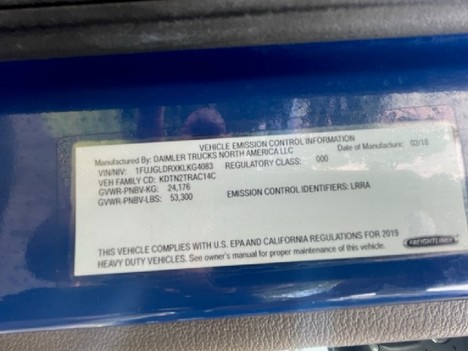 VEHICLE EMISSION CONTROL INFORMATION
Manufactured By: DAIMLER TRUCKS NORTH AMERICA LLC Date of Manufacture: 02/18
VIN/NIV: 1FUJGLDRXKLKG4083 REGULATORY CLASS: 000
VEH FAMILY CD: KDTN2TRAC14C
GVWR-PNBV-KG: 24,176 EMISSION CONTROL IDENTIFIERS: LRRA
GVWR-PNBV-LBS: 53,300
THIS VEHICLE COMPLIES WITH U.S. EPA AND CALIFORNIA REGULATIONS FOR 2019
HEAVY DUTY VEHICLES. See owner's manual for proper maintenance of this vehicle.
FREIGHTLINER